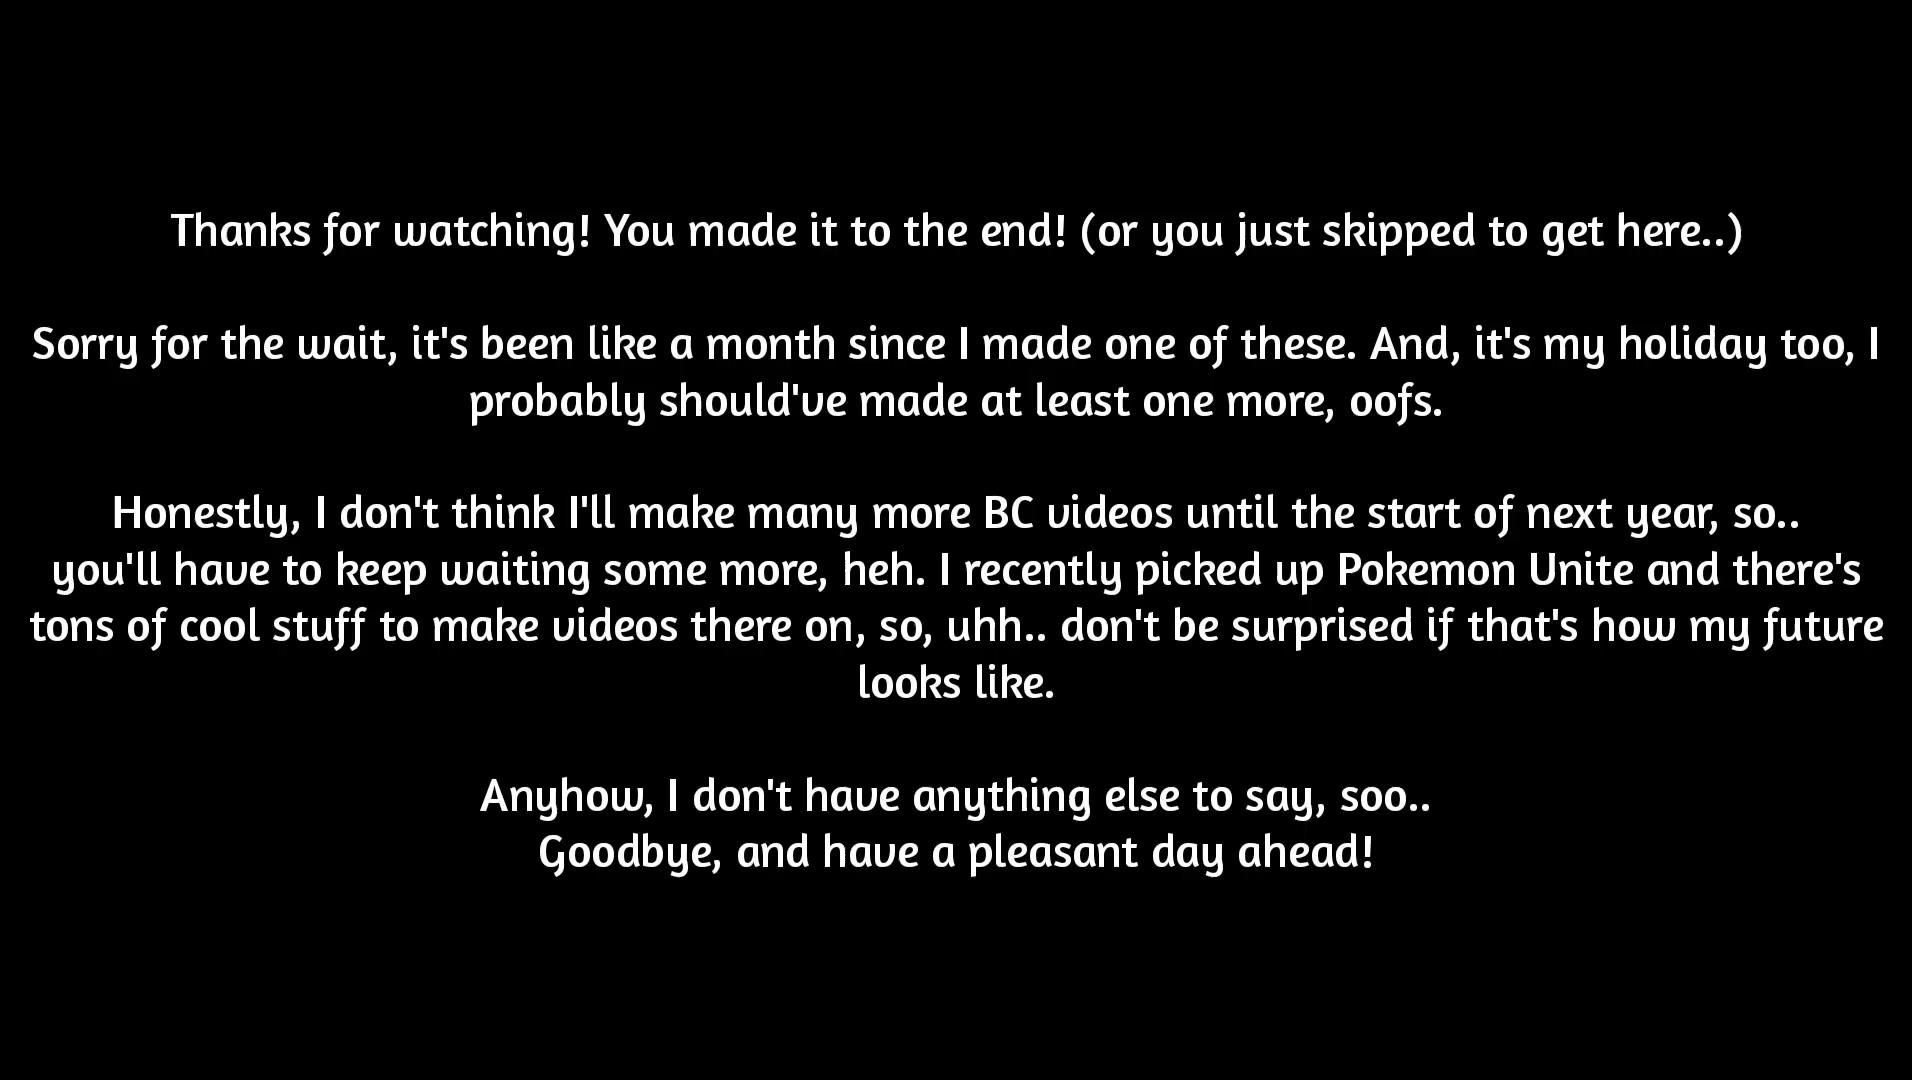 Thanks for watching! You made it to the end! (or you just skipped to get here..)
Sorry for the wait, it's been like a month since I made one of these. And, it's my holiday too, I
probably should've made at least one more, oofs.
Honestly, I don't think I'll make many more BC videos until the start of next year, so..
you'll have to keep waiting some more, heh. I recently picked up Pokemon Unite and there's
tons of cool stuff to make videos there on, so, uhh.. don't be surprised if that's how my future
looks like.
Anyhow, I don't have anything else to say, soo..
Goodbye, and have a pleasant day ahead!